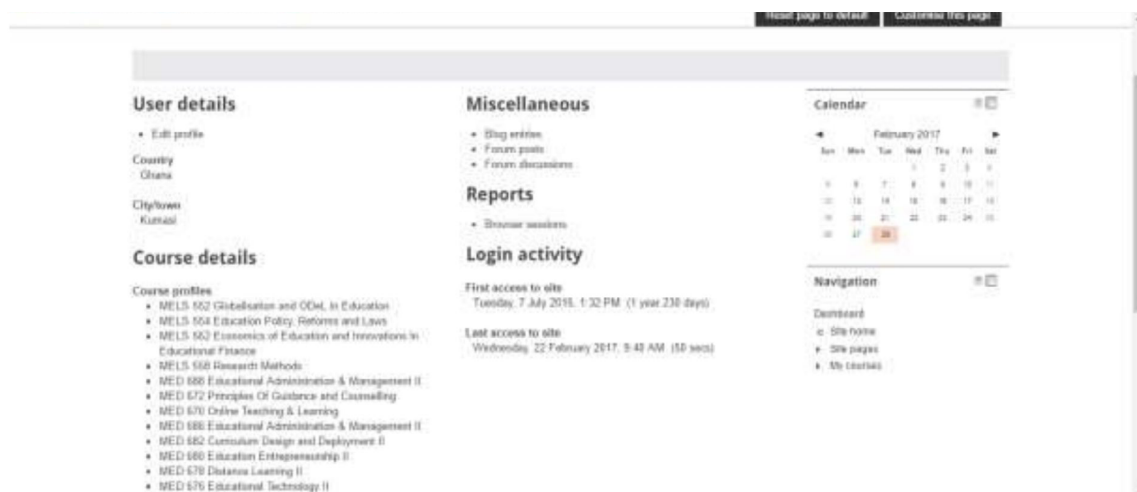 Reset page to default Customise this page
User details
Edit profile
Country
Ghana
City/town
Kumasi
Course details
Course profiles
MELS 552 Globalisation and ODeL in Education
MELS 554 Education Policy, Reforms and Laws
MELS 562 Economics of Education and Innovations in
Educational Finance
MELS 558 Research Methods
MED 688 Educational Administration & Management II
MED 672 Principles Of Guidance and Counselling
MED 670 Online Teaching & Learning
MED 686 Educational Administration & Management II
MED 682 Curriculum Design and Deployment II
MED 680 Education Entrepreneurship II
MED 678 Distance Learning II
MED 676 Educational Technology II
Miscellaneous
Blog entries
Forum posts
Forum discussions
Reports
Browser sessions
Login activity
First access to site
Tuesday, 7 July 2015, 1:32 PM (1 year 230 days)
Last access to site
Wednesday, 22 February 2017, 9:40 AM (50 secs)
Calendar
February 2017
Sun Mon Tue Wed Thu Fri Sat
1 2 3 4
5 6 7 8 9 10 11
12 13 14 15 16 17 18
19 20 21 22 23 24 25
26 27 28
Navigation
Dashboard
Site home
Site pages
My courses